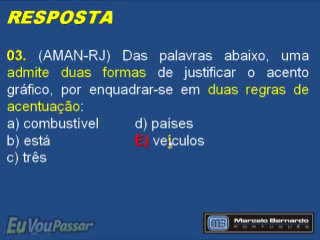 RESPOSTA
03. (AMAN-RJ) Das palavras abaixo, uma
admite duas formas de justificar o acento
gráfico, por enquadrar-se em duas regras de
acentuação:
a) combustível d) países
b) está E) veículos
c) três
EuVouPassar
MB Marcelo Bernardo
PORTUGUÊS